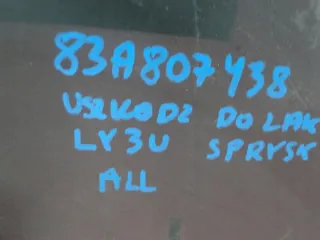 83A807438
USZKODZ DO LAK
LY3U SPRYSK
ALL